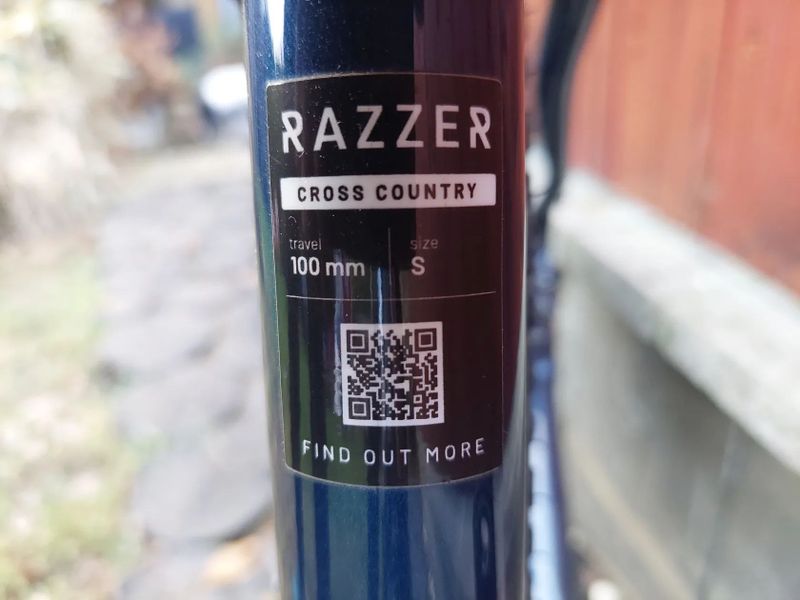 RAZZER
CROSS COUNTRY
travel size
100 mm S
FIND OUT MORE